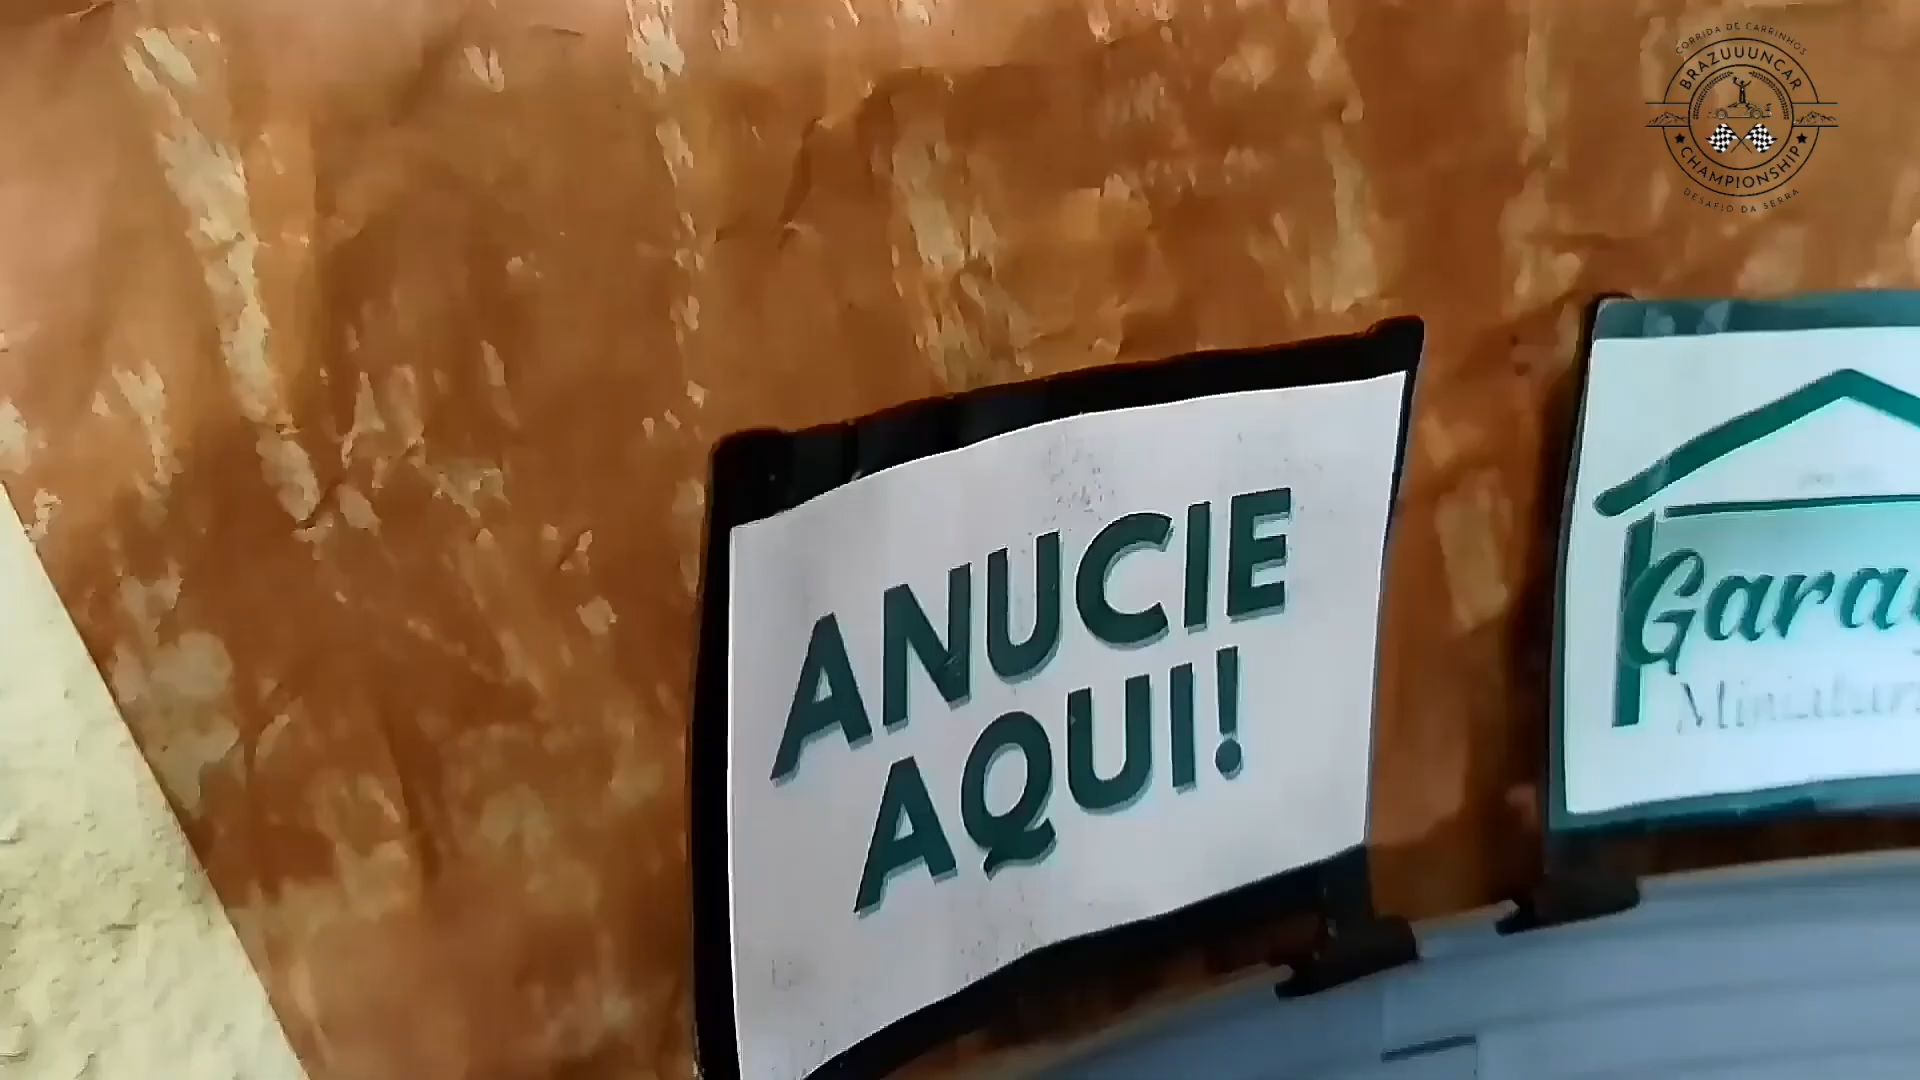 CORRIDA DE CARRINHOS
BRAZUUUNCAR
CHAMPIONSHIP
DESAFIO DA SERRA
ANUCIE
AQUI!